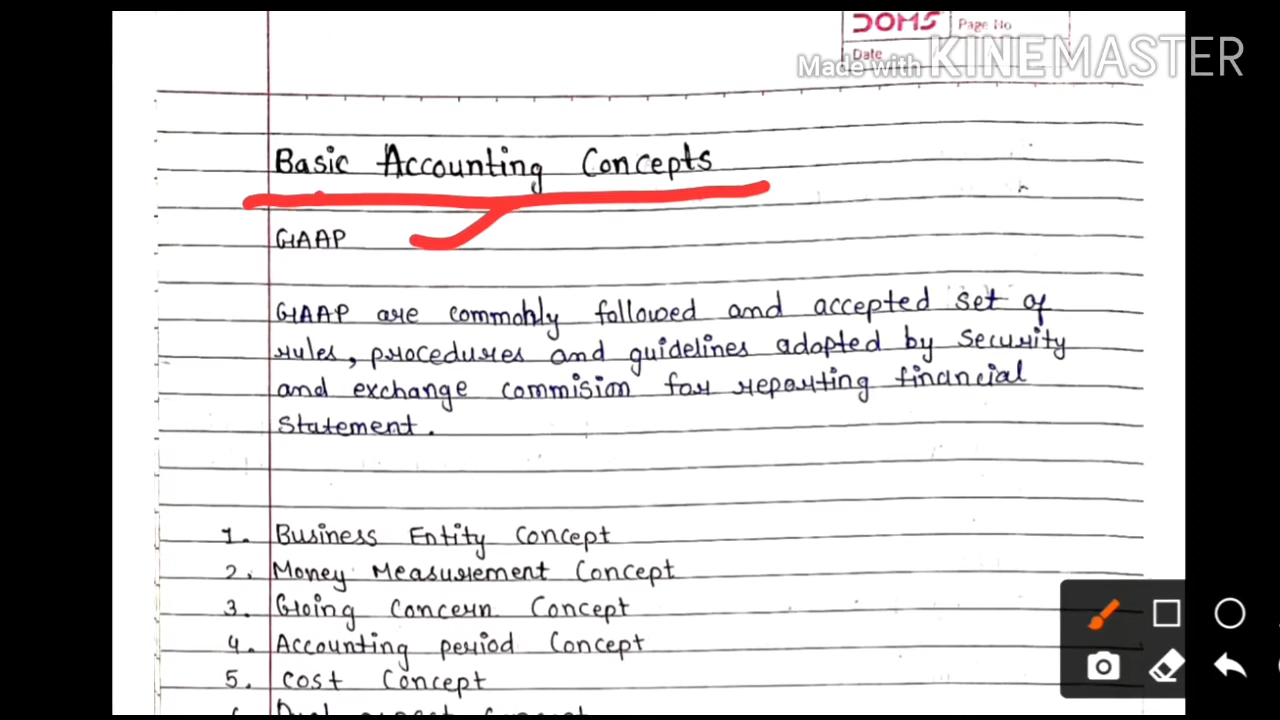 DOMS
Page No
Date
Made with KINEMASTER
Basic Accounting Concepts
GAAP
GAAP are commonly followed and accepted set of
rules, procedures and guidelines adopted by security
and exchange commision for reporting financial
statement.
1. Business Entity Concept
2. Money Measurement Concept
3. Going Concern Concept
4. Accounting period Concept
5. Cost Concept